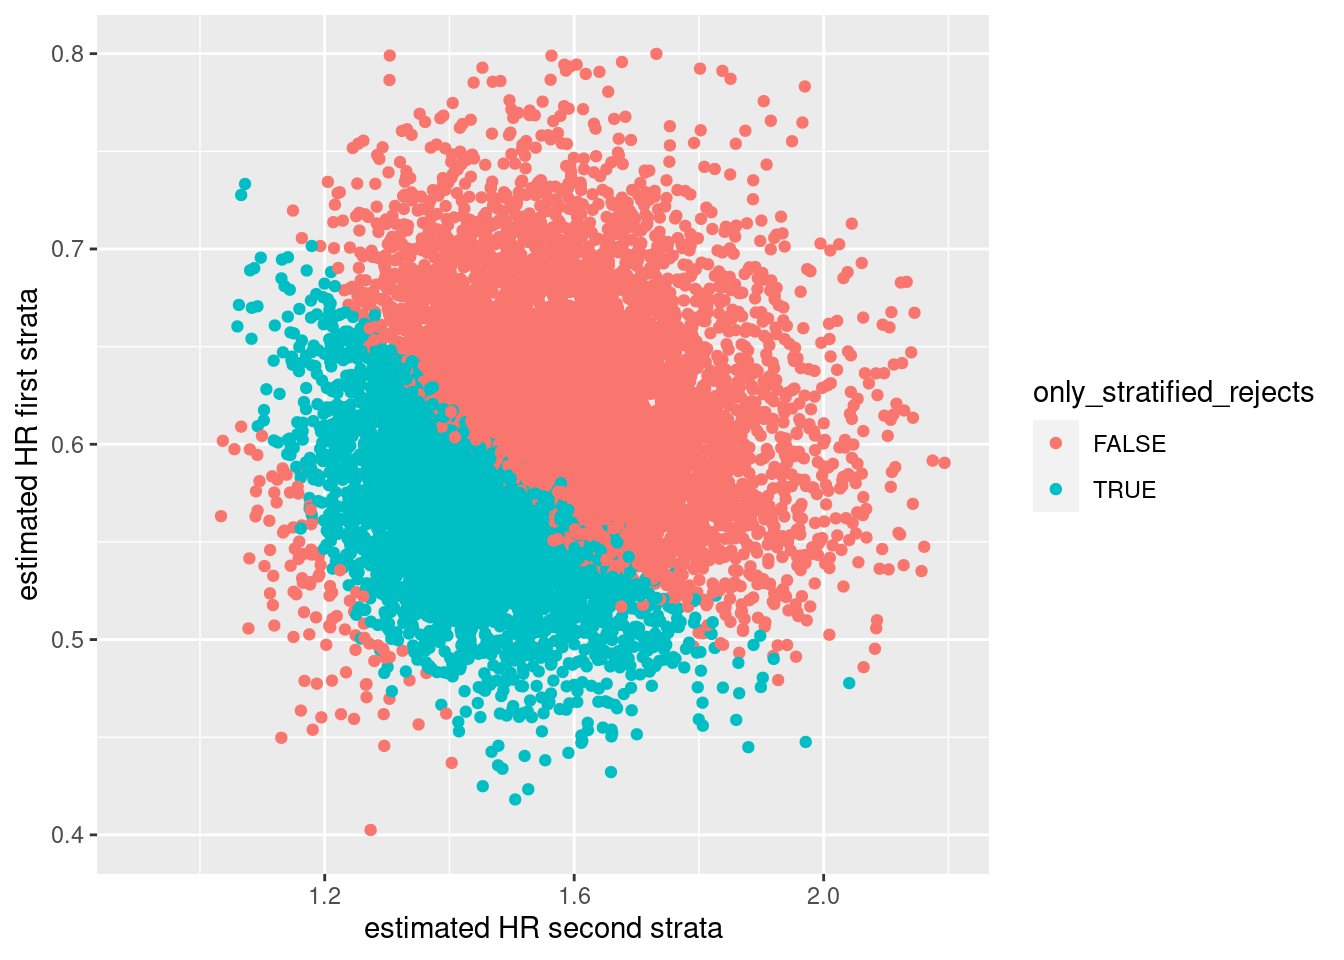 0.8
0.7
0.6
0.5
0.4
estimated HR first strata
1.2
1.6
2.0
estimated HR second strata
only_stratified_rejects
FALSE
TRUE